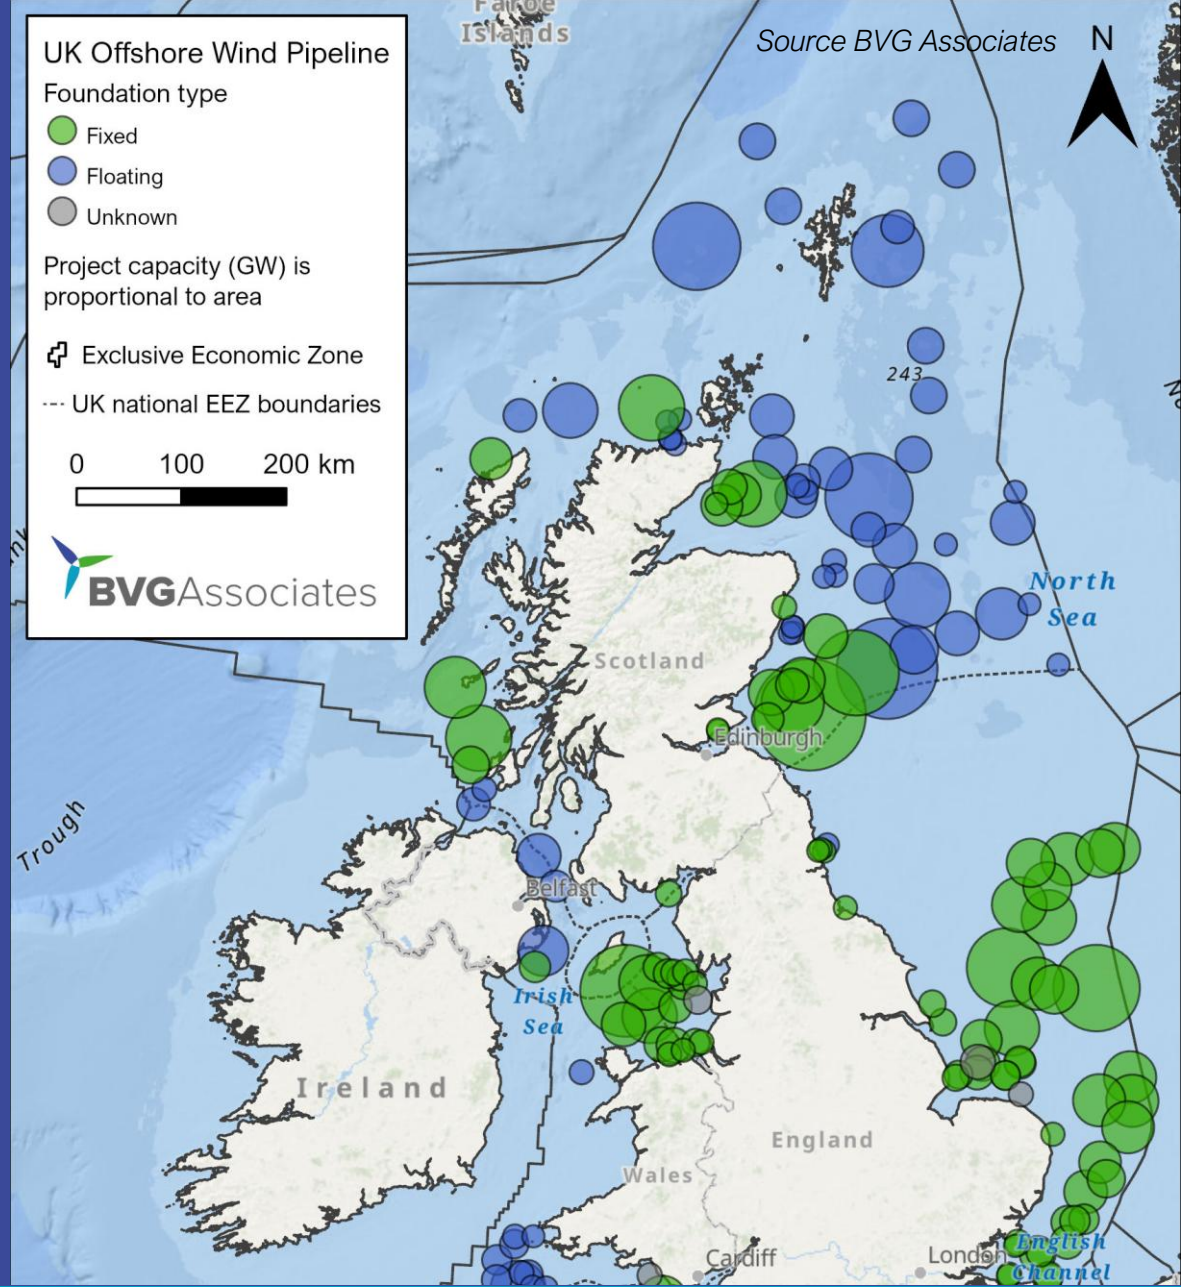 Faroe
Islands
Source BVG Associates
N
UK Offshore Wind Pipeline
Foundation type
Fixed
Floating
Unknown
Project capacity (GW) is
proportional to area
Exclusive Economic Zone
UK national EEZ boundaries
0 100 200 km
BVGAssociates
243
North
Sea
Scotland
Edinburgh
Trough
Belfast
Irish
Sea
Ireland
England
Wales
Cardiff
London
English
Channel